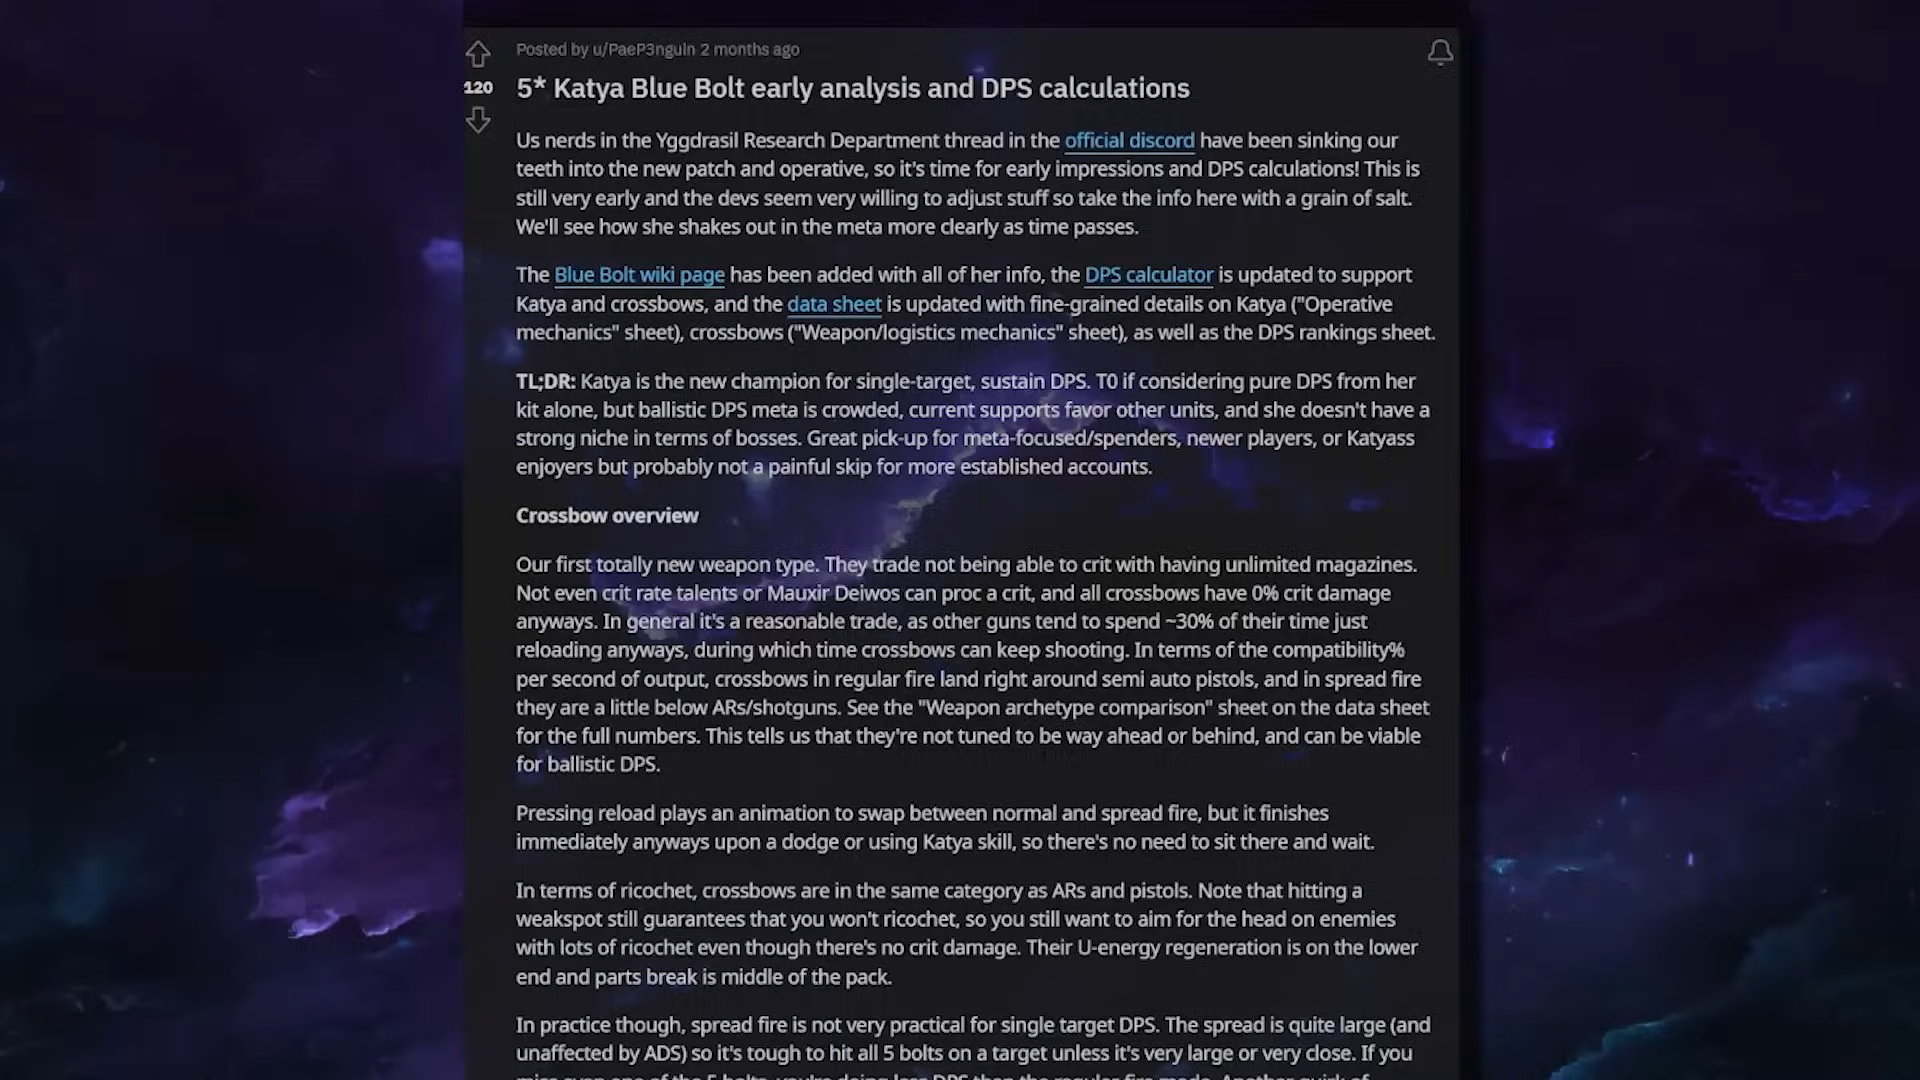 Posted by u/PaeP3nguin 2 months ago
120
5* Katya Blue Bolt early analysis and DPS calculations
Us nerds in the Yggdrasil Research Department thread in the official discord have been sinking our
teeth into the new patch and operative, so it's time for early impressions and DPS calculations! This is
still very early and the devs seem very willing to adjust stuff so take the info here with a grain of salt.
We'll see how she shakes out in the meta more clearly as time passes.
The Blue Bolt wiki page has been added with all of her info, the DPS calculator is updated to support
Katya and crossbows, and the data sheet is updated with fine-grained details on Katya ("Operative
mechanics" sheet), crossbows ("Weapon/logistics mechanics" sheet), as well as the DPS rankings sheet.
TL;DR: Katya is the new champion for single-target, sustain DPS. T0 if considering pure DPS from her
kit alone, but ballistic DPS meta is crowded, current supports favor other units, and she doesn't have a
strong niche in terms of bosses. Great pick-up for meta-focused/spenders, newer players, or Katyass
enjoyers but probably not a painful skip for more established accounts.
Crossbow overview
Our first totally new weapon type. They trade not being able to crit with having unlimited magazines.
Not even crit rate talents or Mauxir Deiwos can proc a crit, and all crossbows have 0% crit damage
anyways. In general it's a reasonable trade, as other guns tend to spend ~30% of their time just
reloading anyways, during which time crossbows can keep shooting. In terms of the compatibility%
per second of output, crossbows in regular fire land right around semi auto pistols, and in spread fire
they are a little below ARs/shotguns. See the "Weapon archetype comparison" sheet on the data sheet
for the full numbers. This tells us that they're not tuned to be way ahead or behind, and can be viable
for ballistic DPS.
Pressing reload plays an animation to swap between normal and spread fire, but it finishes
immediately anyways upon a dodge or using Katya skill, so there's no need to sit there and wait.
In terms of ricochet, crossbows are in the same category as ARs and pistols. Note that hitting a
weakspot still guarantees that you won't ricochet, so you still want to aim for the head on enemies
with lots of ricochet even though there's no crit damage. Their U-energy regeneration is on the lower
end and parts break is middle of the pack.
In practice though, spread fire is not very practical for single target DPS. The spread is quite large (and
unaffected by ADS) so it's tough to hit all 5 bolts on a target unless it's very large or very close. If you